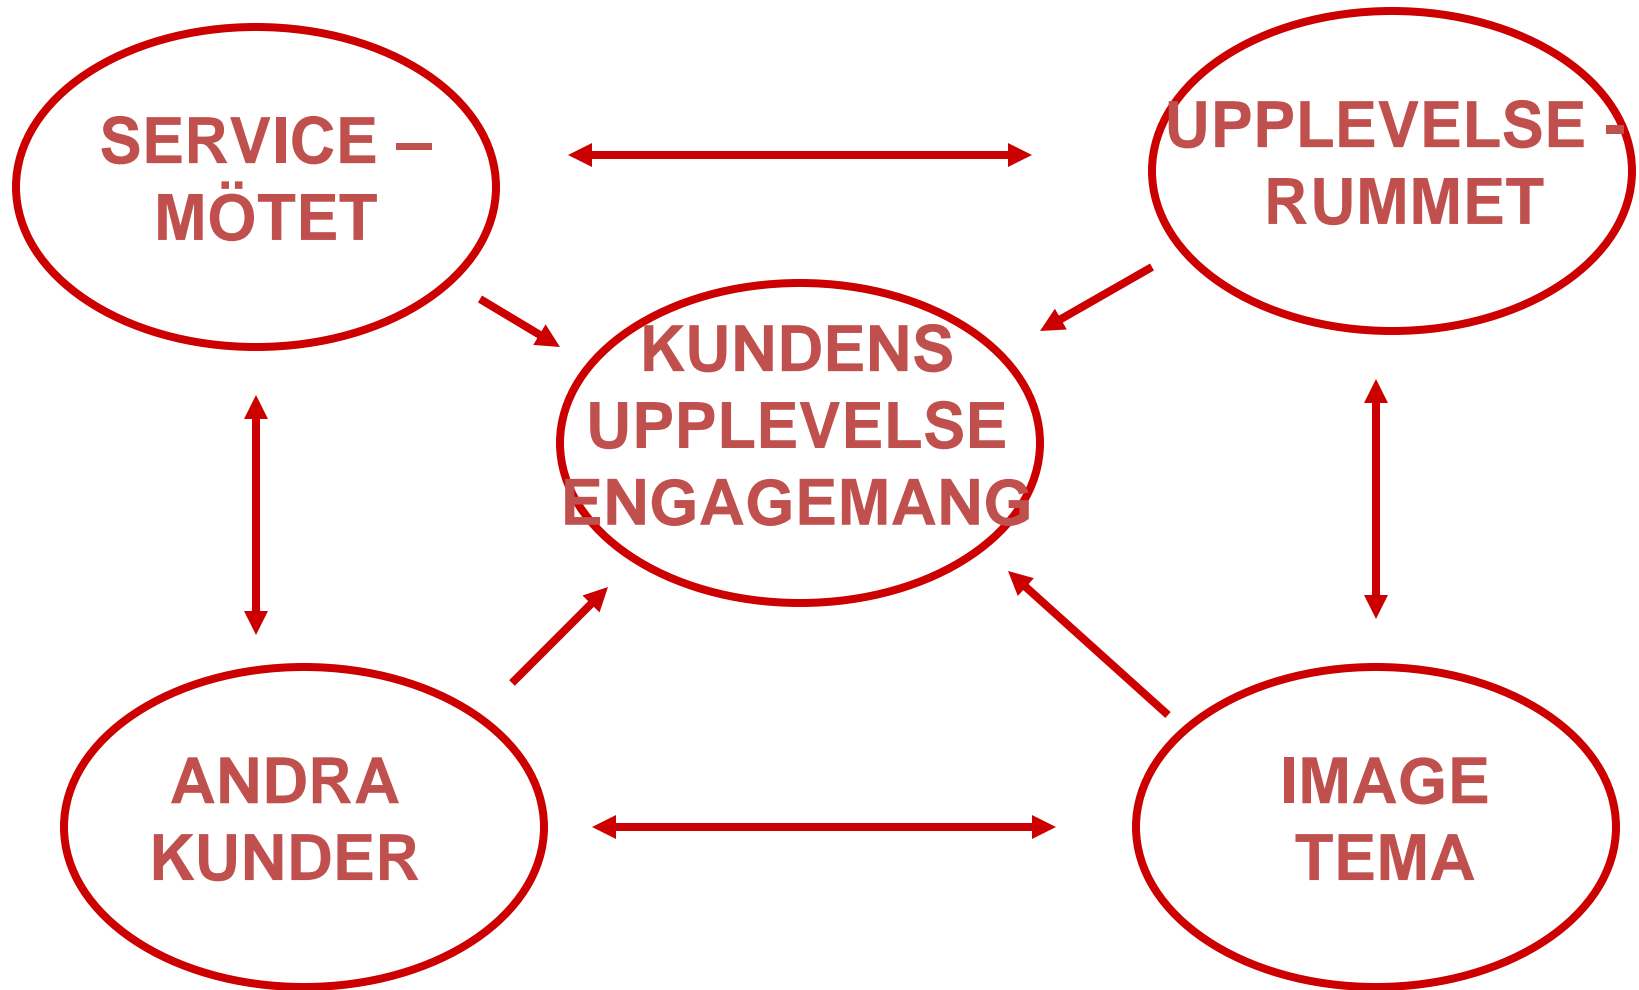 SERVICE –
MÖTET
UPPLEVELSE -
RUMMET
KUNDENS
UPPLEVELSE
ENGAGEMANG
ANDRA
KUNDER
IMAGE
TEMA